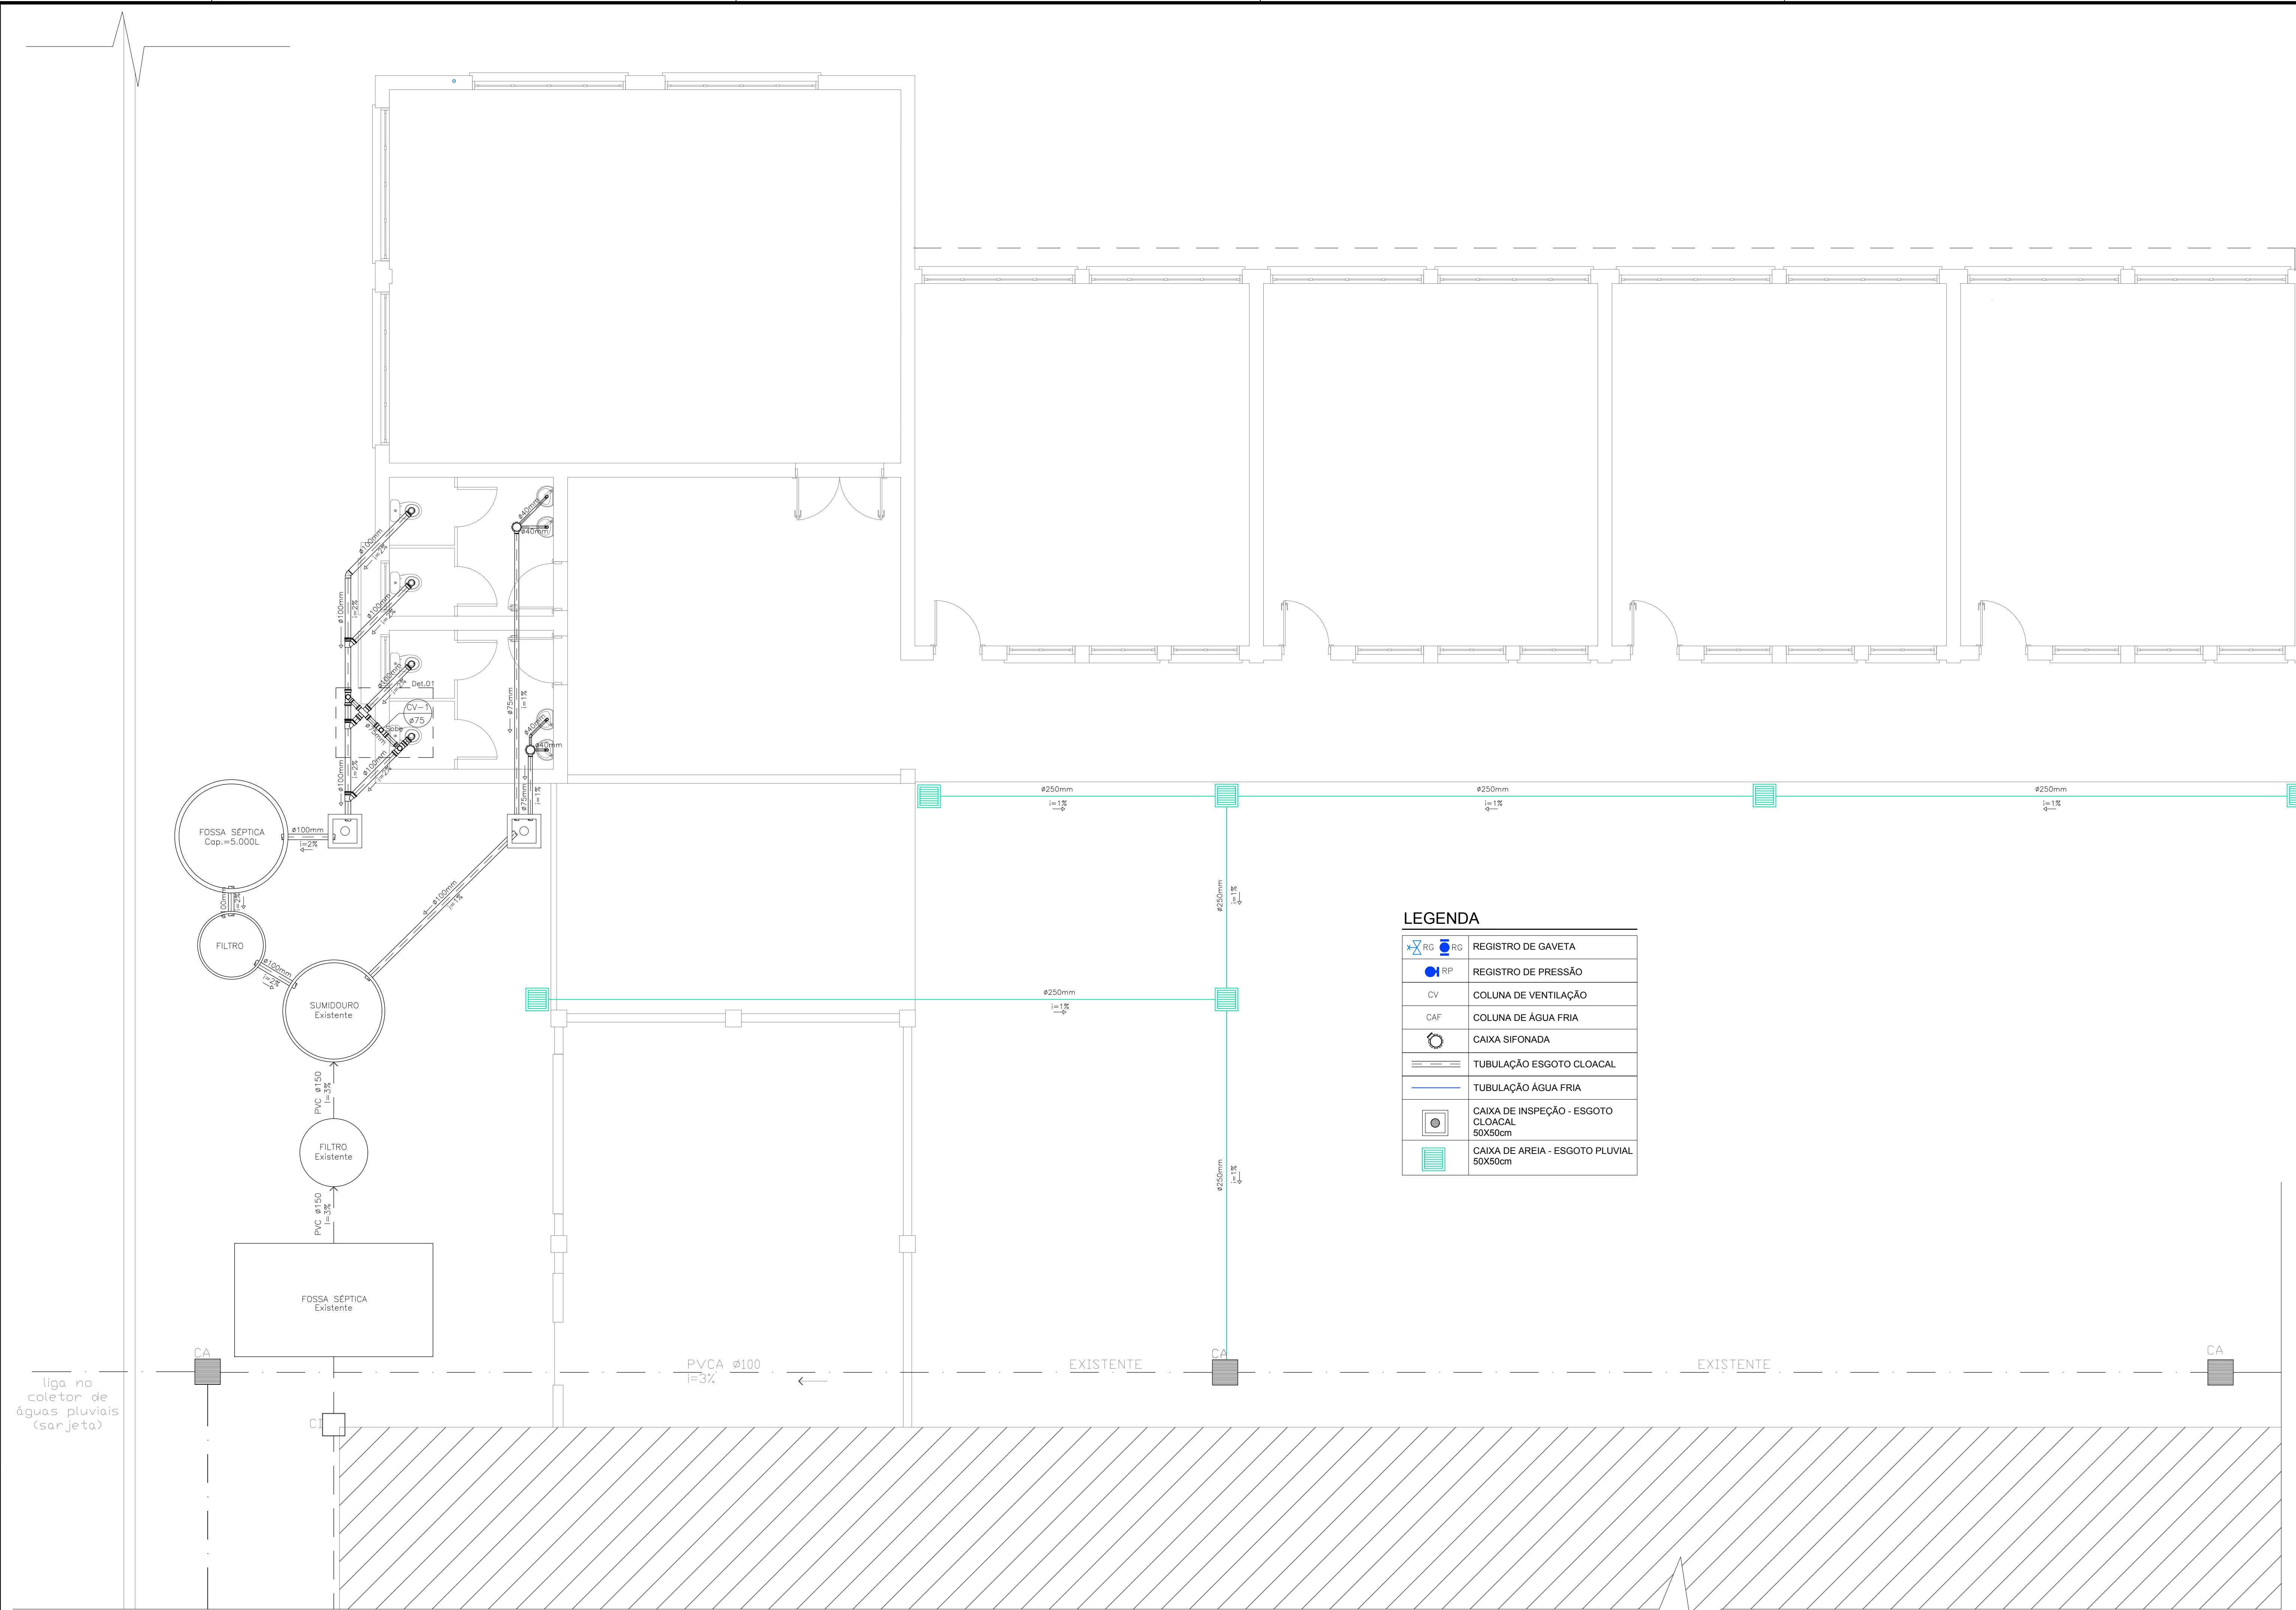 ø40mm
ø40mm
ø100mm
i=2%
ø100mm
i=2%
ø100mm
i=2%
ø100mm
i=2%
Det.01
CV-1
ø75
ø75mm
Sobe
ø75mm
i=1%
ø40mm
ø40mm
ø100mm
i=2%
ø100mm
i=2%
ø75mm
i=1%
FOSSA SÉPTICA
Cap.=5.000L
ø100mm
i=2%
ø100mm
i=2%
FILTRO
ø100mm
i=2%
ø100mm
i=1%
SUMIDOURO
Existente
PVC ø150
i=3%
FILTRO
Existente
PVC ø150
i=3%
FOSSA SÉPTICA
Existente
ø250mm
i=1%
ø250mm
i=1%
ø250mm
i=1%
ø250mm
i=1%
ø250mm
i=1%
ø250mm
i=1%
LEGENDA
RG RG REGISTRO DE GAVETA
RP REGISTRO DE PRESSÃO
CV COLUNA DE VENTILAÇÃO
CAF COLUNA DE ÁGUA FRIA
CAIXA SIFONADA
TUBULAÇÃO ESGOTO CLOACAL
TUBULAÇÃO ÁGUA FRIA
CAIXA DE INSPEÇÃO - ESGOTO
CLOACAL
50X50cm
CAIXA DE AREIA - ESGOTO PLUVIAL
50X50cm
CA
CA
CA
PVCA Ø100
i=3%
EXISTENTE
EXISTENTE
liga no
coletor de
águas pluviais
(sarjeta)
CI